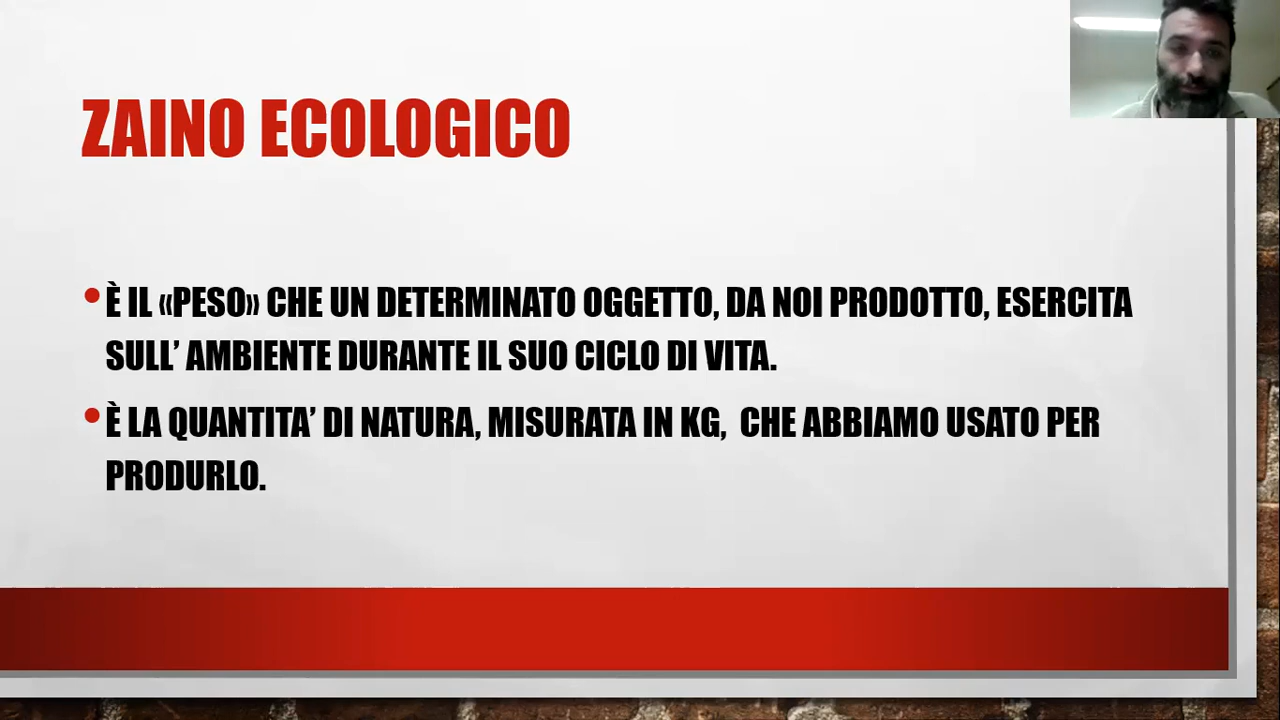 ZAINO ECOLOGICO
•È IL «PESO» CHE UN DETERMINATO OGGETTO, DA NOI PRODOTTO, ESERCITA
SULL’ AMBIENTE DURANTE IL SUO CICLO DI VITA.
•È LA QUANTITA’ DI NATURA, MISURATA IN KG,  CHE ABBIAMO USATO PER
PRODURLO.